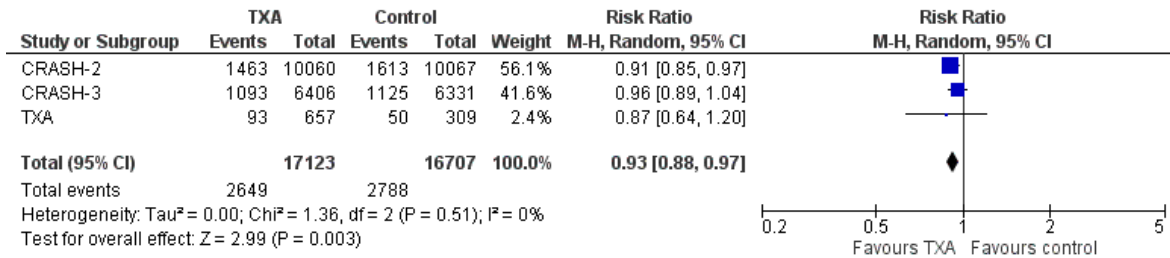 TXA Control Risk Ratio Risk Ratio
Study or Subgroup Events Total Events Total Weight M-H, Random, 95% CI M-H, Random, 95% CI
CRASH-2 1463 10060 1613 10067 56.1% 0.91 [0.85, 0.97]
CRASH-3 1093 6406 1125 6331 41.6% 0.96 [0.89, 1.04]
TXA 93 657 50 309 2.4% 0.87 [0.64, 1.20]
Total (95% CI) 17123 16707 100.0% 0.93 [0.88, 0.97]
Total events 2649 2788
Heterogeneity: Tau² = 0.00; Chi² = 1.36, df = 2 (P = 0.51); I² = 0%
Test for overall effect: Z = 2.99 (P = 0.003)
0.2 0.5 1 2 5
Favours TXA Favours control